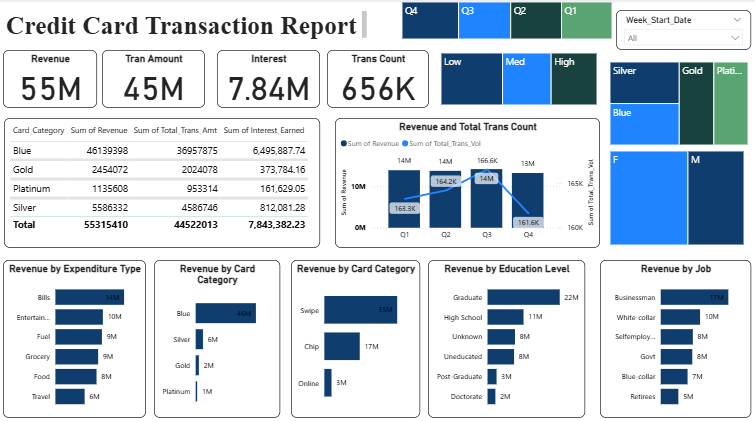 Credit Card Transaction Report
Q4 Q3 Q2 Q1
Week_Start_Date
All
Revenue
55M
Tran Amount
45M
Interest
7.84M
Trans Count
656K
Low Med High
Silver Gold Plati...
Blue
F M
Card_Category Sum of Revenue Sum of Total_Trans_Amt Sum of Interest_Earned
Blue 46139398 36957875 6,495,887.74
Gold 2454072 2024078 373,784.16
Platinum 1135608 953314 161,629.05
Silver 5586332 4586746 812,081.28
Total 55315410 44522013 7,843,382.23
Revenue and Total Trans Count
Sum of Revenue Sum of Total_Trans_Vol
Sum of Revenue
10M
0M
14M 14M 166.6K 13M
163.3K 164.2K 14M 161.6K
Q1 Q2 Q3 Q4
165K
160K
Sum of Total_Trans_Vol
Revenue by Expenditure Type
Bills 14M
Entertain... 10M
Fuel 9M
Grocery 9M
Food 8M
Travel 6M
Revenue by Card
Category
Blue 46M
Silver 6M
Gold 2M
Platinum 1M
Revenue by Card Category
Swipe 35M
Chip 17M
Online 3M
Revenue by Education Level
Graduate 22M
High School 11M
Unknown 8M
Uneducated 8M
Post-Graduate 3M
Doctorate 2M
Revenue by Job
Businessman 17M
White-collar 10M
Selfemploy... 8M
Govt 8M
Blue-collar 7M
Retirees 5M